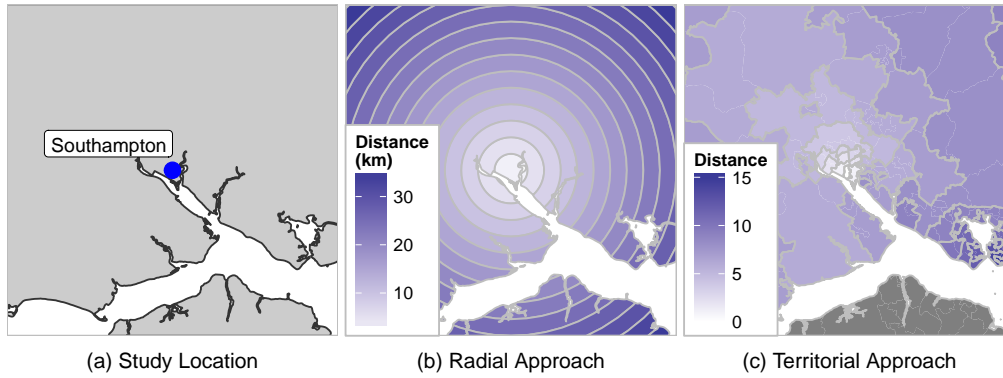 Southampton
Distance
(km)
30
20
10
Distance
15
10
5
0
(a) Study Location
(b) Radial Approach
(c) Territorial Approach